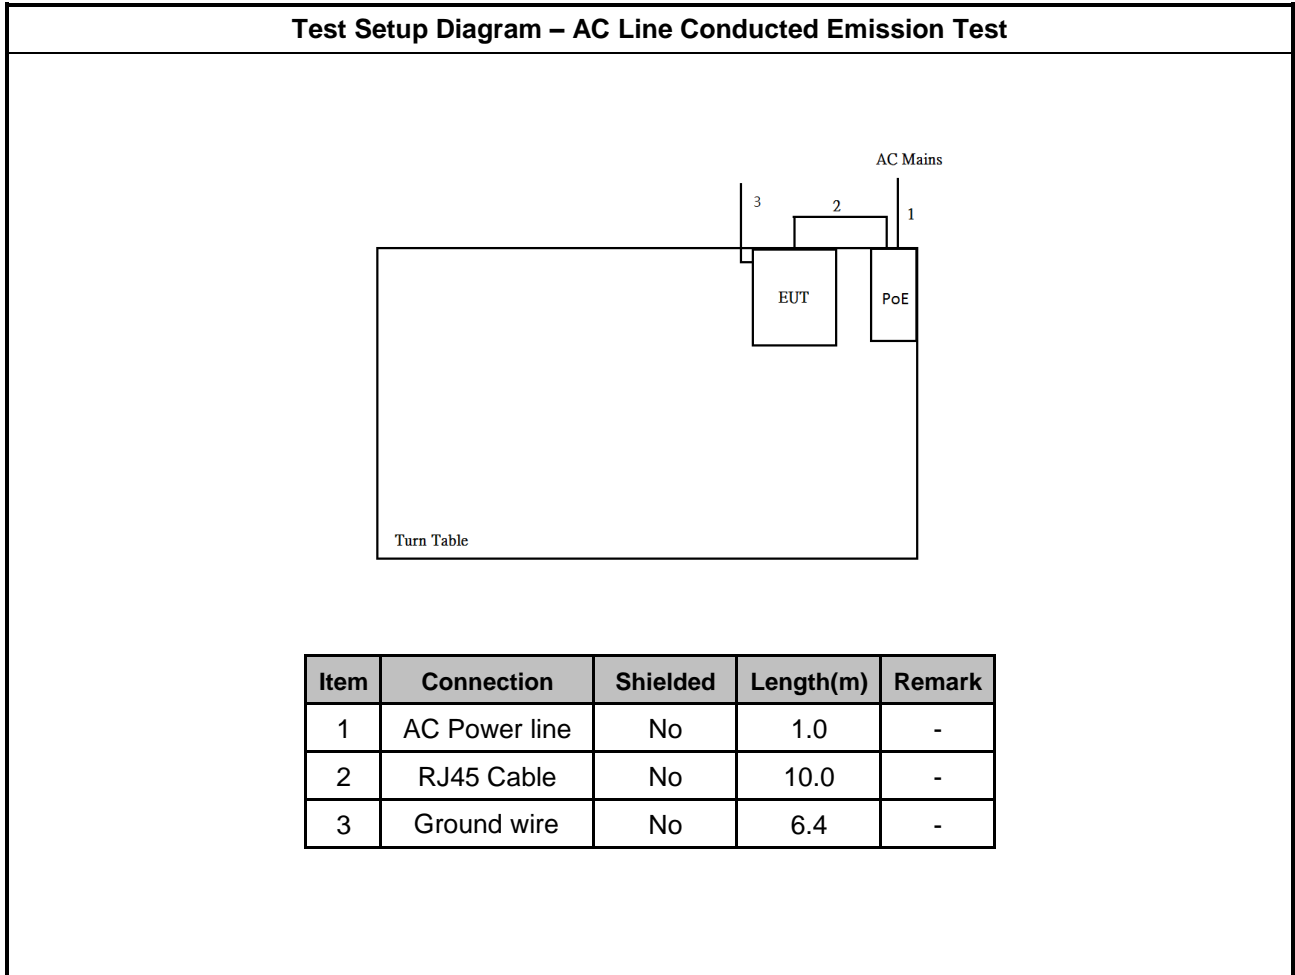 Test Setup Diagram – AC Line Conducted Emission Test
AC Mains
3
2
1
EUT
PoE
Turn Table
Item Connection Shielded Length(m) Remark
1 AC Power line No 1.0 -
2 RJ45 Cable No 10.0 -
3 Ground wire No 6.4 -